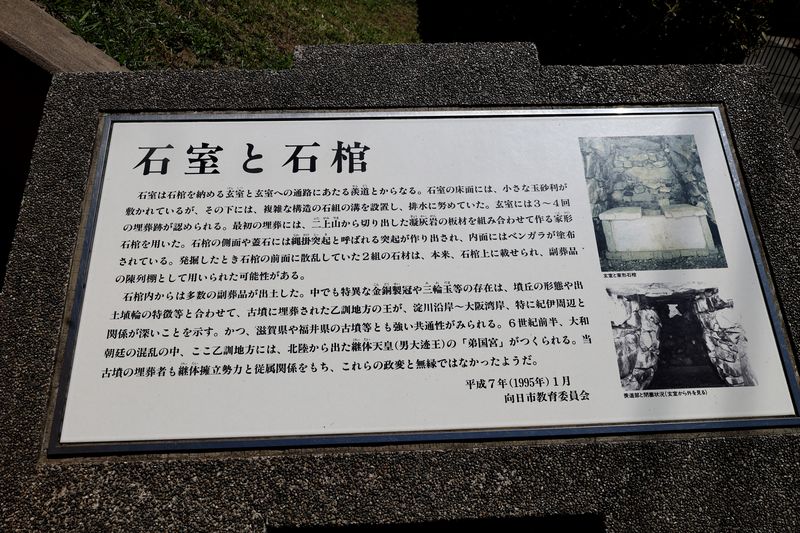 石室と石棺
石室は石棺を納める玄室と玄室への通路にあたる羨道とからなる。石室の床面には、小さな玉砂利が
敷かれているが、その下には、複雑な構造の石組の溝を設置し、排水に努めていた。玄室には3〜4回
の埋葬跡が認められる。最初の埋葬には、二上山から切り出した凝灰岩の板材を組み合わせて作る家形
石棺を用いた。石棺の側面や蓋石には縄掛突起と呼ばれる突起が作り出され、内面にはベンガラが塗布
されている。発掘したとき石棺の前面に散乱していた2組の石材は、本来、石棺上に載せられ、副葬品
の陳列棚として用いられた可能性がある。
石棺内からは多数の副葬品が出土した。中でも特異な金銅製冠や三輪玉等の存在は、墳丘の形態や出
土埴輪の特徴等と合わせて、古墳に埋葬された乙訓地方の王が、淀川沿岸〜大阪湾岸、特に紀伊周辺と
関係が深いことを示す。かつ、滋賀県や福井県の古墳等とも強い共通性がみられる。6世紀前半、大和
朝廷の混乱の中、ここ乙訓地方には、北陸から出た継体天皇(男大迹王)の「弟国宮」がつくられる。当
古墳の埋葬者も継体擁立勢力と従属関係をもち、これらの政変と無縁ではなかったようだ。
平成7年(1995年)1月
向日市教育委員会
玄室と家形石棺
羨道部と閉塞状況(玄室から外を見る)